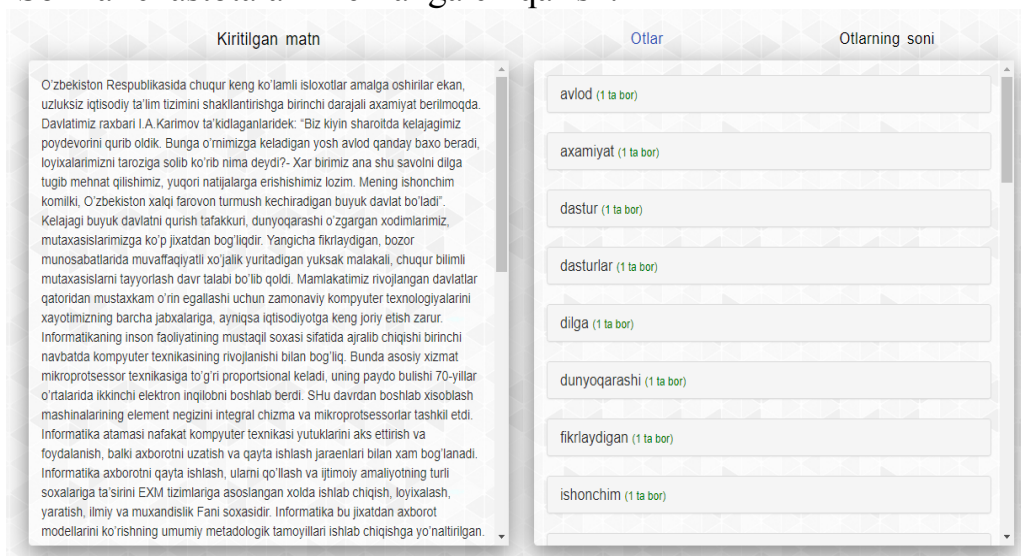 Kiritilgan matn
Otlar
Otlarning soni
O'zbekiston Respublikasida chuqur keng ko'lamli isloxotlar amalga oshirilar ekan,
uzluksiz iqtisodiy ta'lim tizimini shakllantirishga birinchi darajali axamiyat berilmoqda.
Davlatimiz raxbari I.A.Karimov ta'kidlaganlaridek: “Biz kiyin sharoitda kelajagimiz
poydevorini qurib oldik. Bunga o'rnimizga keladigan yosh avlod qanday baxo beradi,
loyixalarimizni taroziga solib ko'rib nima deydi?- Xar birimiz ana shu savolni dilga
tugib mehnat qilishimiz, yuqori natijalarga erishishimiz lozim. Mening ishonchim
komilki, O'zbekiston xalqi farovon turmush kechiradigan buyuk davlat bo'ladi”.
Kelajagi buyuk davlatni qurish tafakkuri, dunyoqarashi o'zgargan xodimlarimiz,
mutaxasislarimizga ko'p jixatdan bog'liqdir. Yangicha fikrlaydigan, bozor
munosabatlarida muvaffaqiyatli xo'jalik yuritadigan yuksak malakali, chuqur bilimli
mutaxasislarni tayyorlash davr talabi bo'lib qoldi. Mamlakatimiz rivojlangan davlatlar
qatoridan mustaxkam o'rin egallashi uchun zamonaviy kompyuter texnologiyalarini
xayotimizning barcha jabxalariga, ayniqsa iqtisodiyotga keng joriy etish zarur.
Informatikaning inson faoliyatining mustaqil soxasi sifatida ajralib chiqishi birinchi
navbatda kompyuter texnikasining rivojlanishi bilan bog'liq. Bunda asosiy xizmat
mikroprotsessor texnikasiga to'g'ri proportsional keladi, uning paydo bulishi 70-yillar
o'rtalarida ikkinchi elektron inqilobni boshlab berdi. SHu davrdan boshlab xisoblash
mashinalarining element negizini integral chizma va mikroprotsessorlar tashkil etdi.
Informatika atamasi nafakat kompyuter texnikasi yutuklarini aks ettirish va
foydalanish, balki axborotni uzatish va qayta ishlash jaraenlari bilan xam bog'lanadi.
Informatika axborotni qayta ishlash, ularni qo'llash va ijtimoiy amaliyotning turli
soxalariga ta'sirini EXM tizimlariga asoslangan xolda ishlab chiqish, loyixalash,
yaratish, ilmiy va muxandislik Fani soxasidir. Informatika bu jixatdan axborot
modellarini ko'rishning umumiy metadologik tamoyillari ishlab chiqishga yo'naltirilgan.
avlod (1 ta bor)
axamiyat (1 ta bor)
dastur (1 ta bor)
dasturlar (1 ta bor)
dilga (1 ta bor)
dunyoqarashi (1 ta bor)
fikrlaydigan (1 ta bor)
ishonchim (1 ta bor)